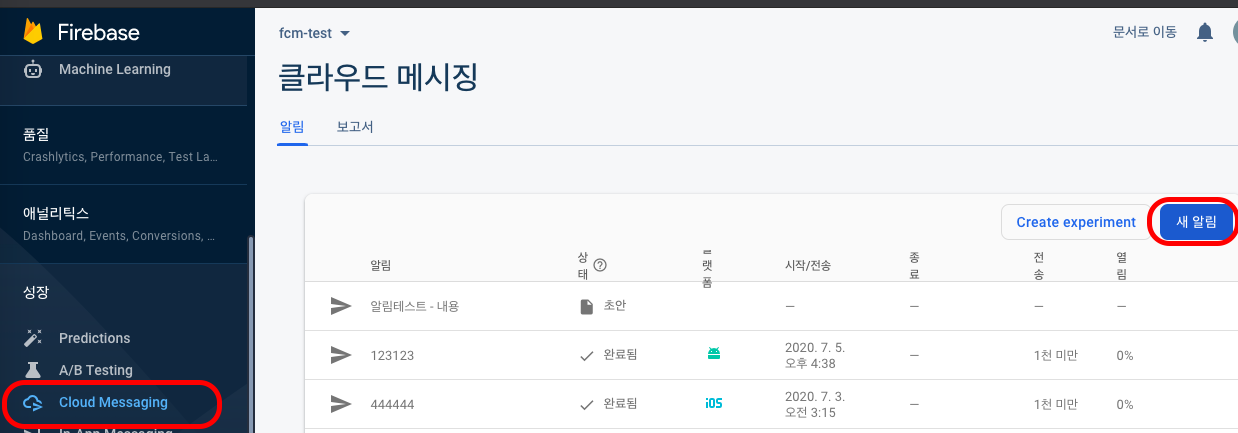 Firebase
Machine Learning
품질
Crashlytics, Performance, Test La...
애널리틱스
Dashboard, Events, Conversions, ...
성장
Predictions
A/B Testing
Cloud Messaging
In-App Messaging
fcm-test
문서로 이동
클라우드 메시징
알림
보고서
Create experiment
새 알림
알림
상태
랫폼
시작/전송
종료
전송
열림
알림테스트 - 내용
초안
—
—
—
—
123123
완료됨
2020. 7. 5.
오후 4:38
—
1천 미만
0%
444444
완료됨
iOS
2020. 7. 3.
오전 3:15
—
1천 미만
0%